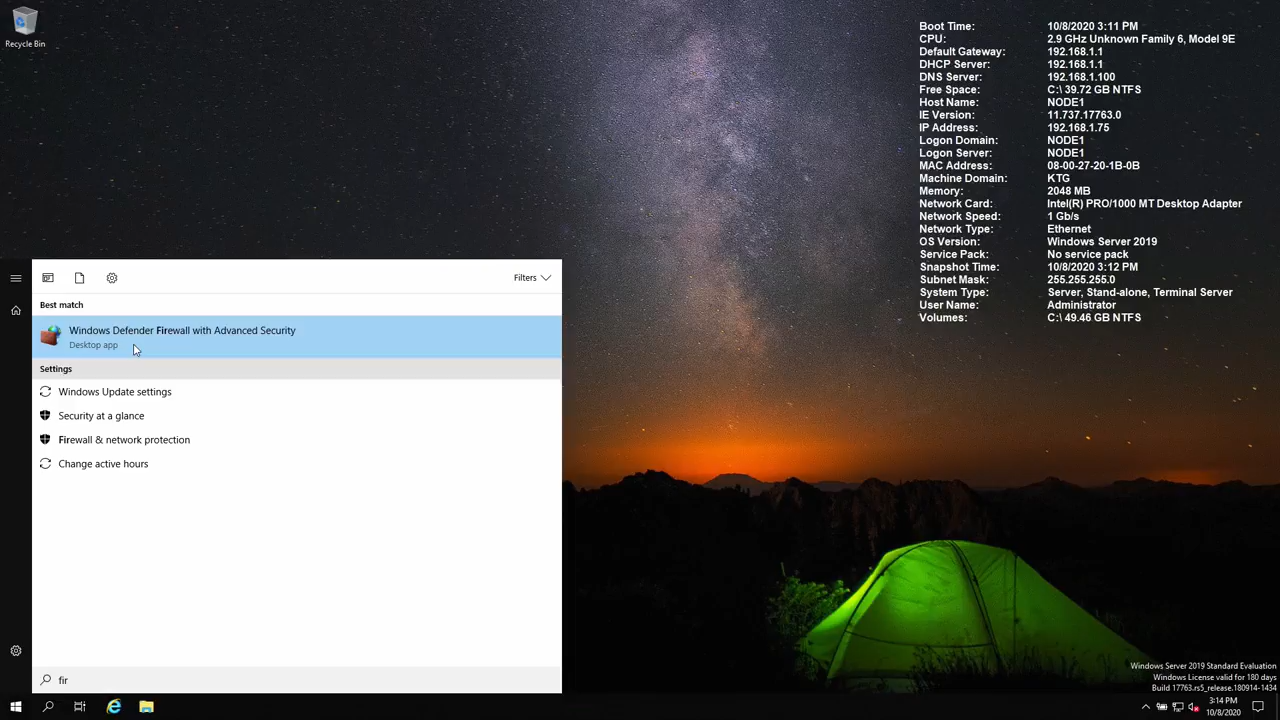 Recycle Bin
Boot Time: 10/8/2020 3:11 PM
CPU: 2.9 GHz Unknown Family 6, Model 9E
Default Gateway: 192.168.1.1
DHCP Server: 192.168.1.1
DNS Server: 192.168.1.100
Free Space: C:\ 39.72 GB NTFS
Host Name: NODE1
IE Version: 11.737.17763.0
IP Address: 192.168.1.75
Logon Domain: NODE1
Logon Server: NODE1
MAC Address: 08-00-27-20-1B-0B
Machine Domain: KTG
Memory: 2048 MB
Network Card: Intel(R) PRO/1000 MT Desktop Adapter
Network Speed: 1 Gb/s
Network Type: Ethernet
OS Version: Windows Server 2019
Service Pack: No service pack
Snapshot Time: 10/8/2020 3:12 PM
Subnet Mask: 255.255.255.0
System Type: Server, Stand-alone, Terminal Server
User Name: Administrator
Volumes: C:\ 49.46 GB NTFS
Filters
Best match
Windows Defender Firewall with Advanced Security
Desktop app
Settings
Windows Update settings
Security at a glance
Firewall & network protection
Change active hours
fir
Windows Server 2019 Standard Evaluation
Windows License valid for 180 days
Build 17763.rs5_release.180914-1434
3:14 PM
10/8/2020